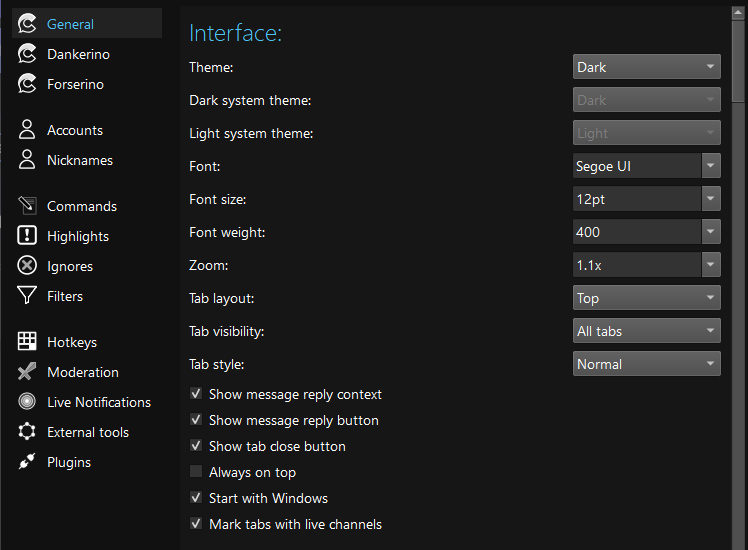 General
Dankerino
Forserino
Accounts
Nicknames
Commands
Highlights
Ignores
Filters
Hotkeys
Moderation
Live Notifications
External tools
Plugins
Interface:
Theme: Dark
Dark system theme: Dark
Light system theme: Light
Font: Segoe UI
Font size: 12pt
Font weight: 400
Zoom: 1.1x
Tab layout: Top
Tab visibility: All tabs
Tab style: Normal
Show message reply context
Show message reply button
Show tab close button
Always on top
Start with Windows
Mark tabs with live channels